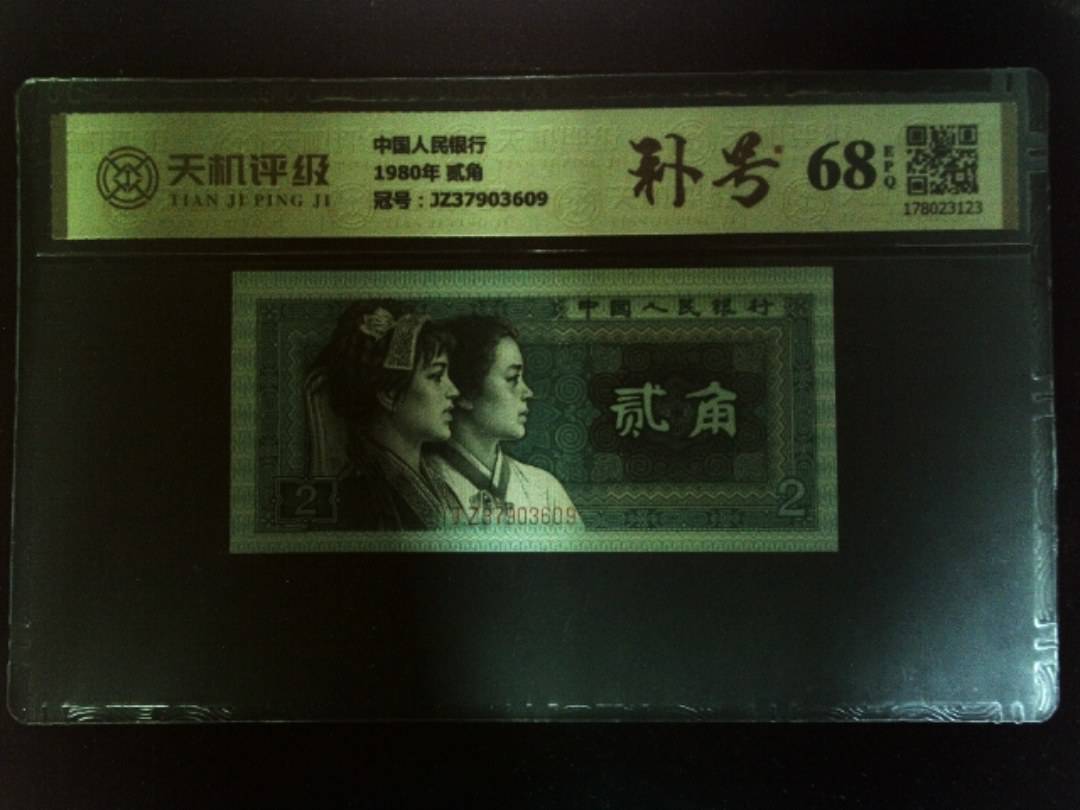 天机评级
TIAN JI PING JI
中国人民银行
1980年 贰角
冠号：JZ37903609
补号
68
EPQ
178023123
中国人民银行
贰角
2
JZ37903609
2